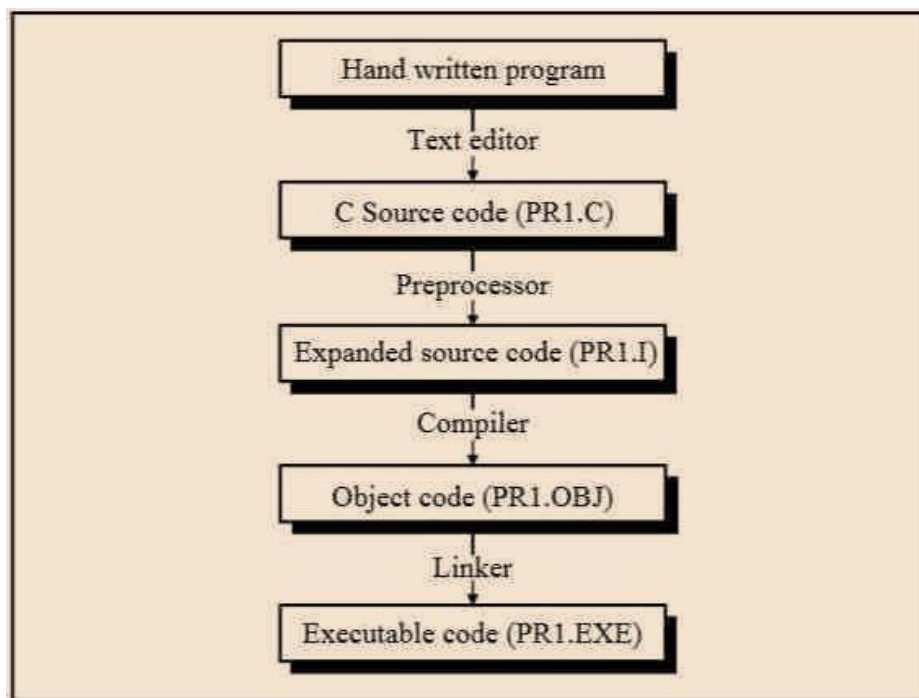 Hand written program
Text editor
C Source code (PR1.C)
Preprocessor
Expanded source code (PR1.I)
Compiler
Object code (PR1.OBJ)
Linker
Executable code (PR1.EXE)